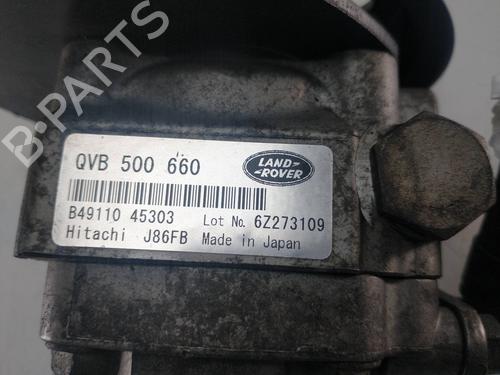 B-PARTS
QVB 500 660
LAND-
ROVER
B49110 45303 Lot No. 6Z273109
Hitachi J86FB Made in Japan